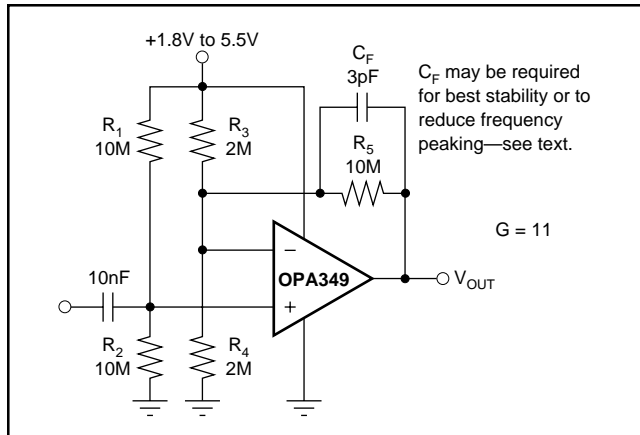 +1.8V to 5.5V
C_F
3pF
C_F may be required
for best stability or to
reduce frequency
peaking—see text.
R_1
10M
R_3
2M
R_5
10M
G = 11
−
OPA349
+
V_OUT
10nF
R_2
10M
R_4
2M